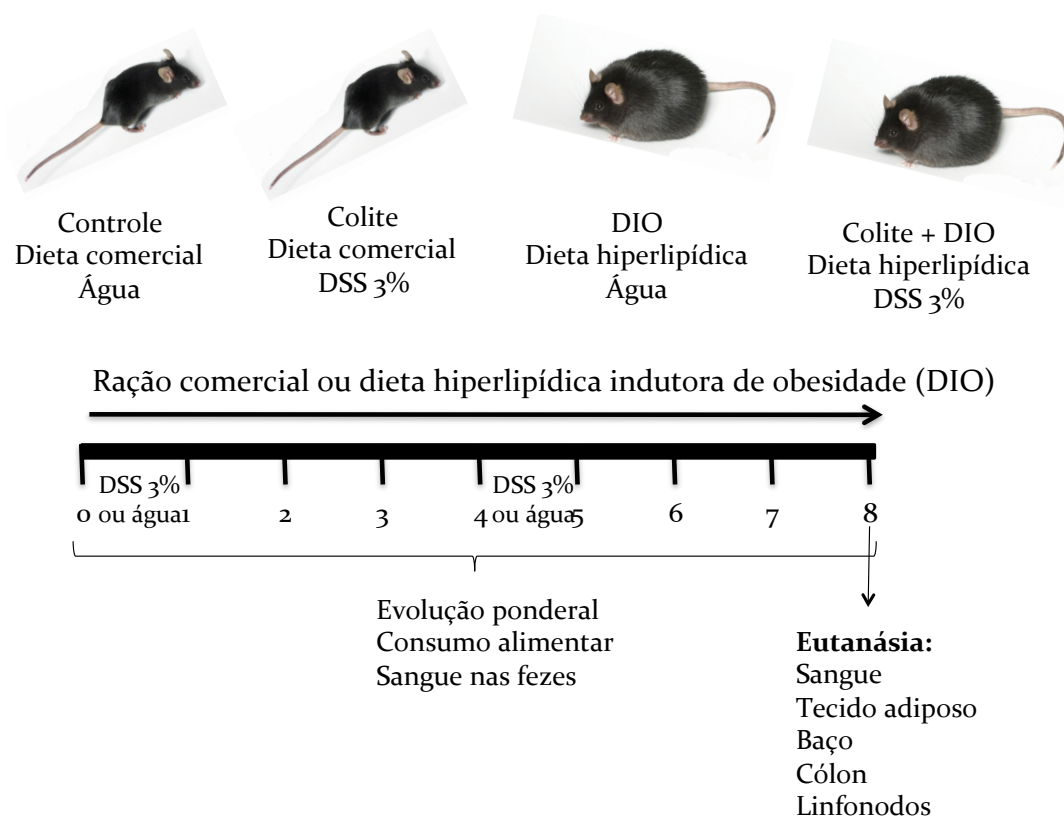 Controle
Dieta comercial
Água
Colite
Dieta comercial
DSS 3%
DIO
Dieta hiperlipídica
Água
Colite + DIO
Dieta hiperlipídica
DSS 3%
Ração comercial ou dieta hiperlipídica indutora de obesidade (DIO)
DSS 3% DSS 3%
0 ou água1 2 3 4 ou água5 6 7 8
Evolução ponderal
Consumo alimentar
Sangue nas fezes
Eutanásia:
Sangue
Tecido adiposo
Baço
Cólon
Linfonodos